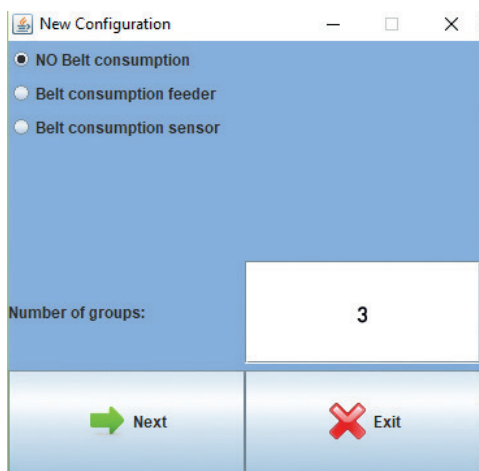 New Configuration
NO Belt consumption
Belt consumption feeder
Belt consumption sensor
Number of groups:
3
Next
Exit